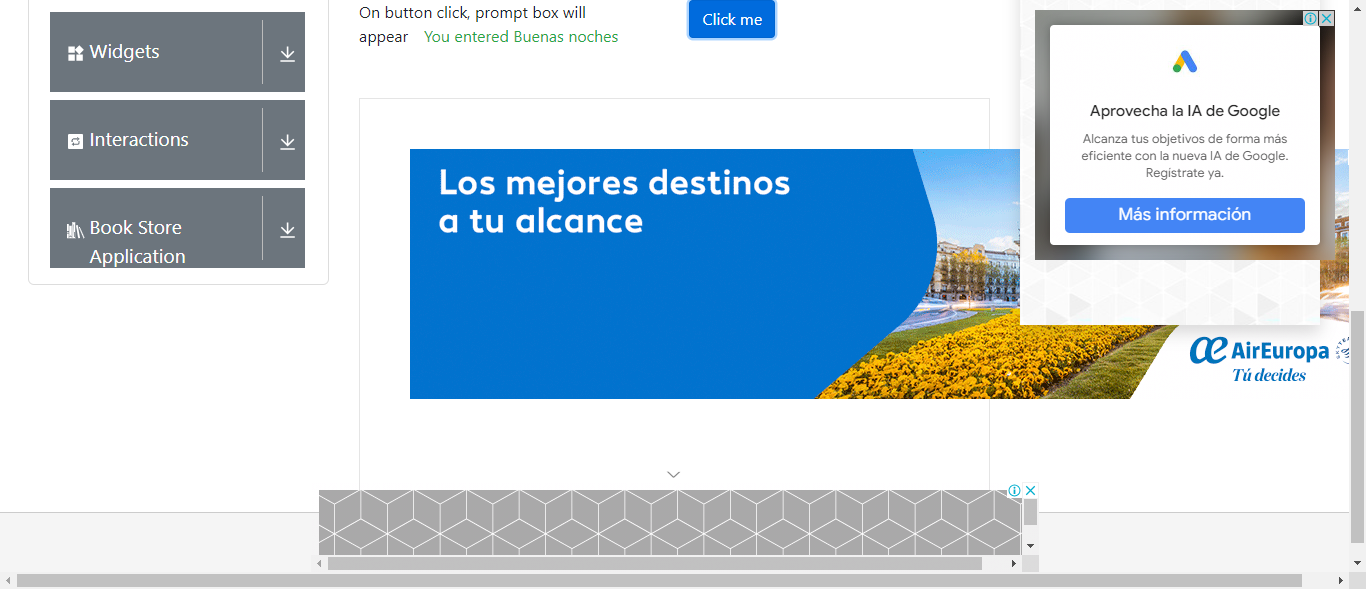 Widgets
Interactions
Book Store
Application
On button click, prompt box will
appear You entered Buenas noches
Click me
Los mejores destinos
a tu alcance
Aprovecha la IA de Google
Alcanza tus objetivos de forma más
eficiente con la nueva IA de Google.
Regístrate ya.
Más información
AirEuropa
Tú decides